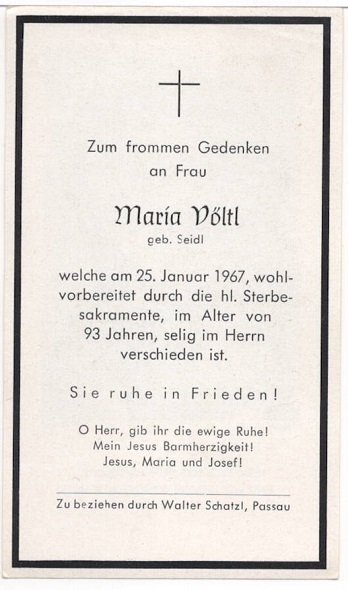 Zum frommen Gedenken
an Frau
Maria Völtl
geb. Seidl
welche am 25. Januar 1967, wohl-
vorbereitet durch die hl. Sterbe-
sakramente, im Alter von
93 Jahren, selig im Herrn
verschieden ist.
Sie ruhe in Frieden!
O Herr, gib ihr die ewige Ruhe!
Mein Jesus Barmherzigkeit!
Jesus, Maria und Josef!
Zu beziehen durch Walter Schatzl, Passau